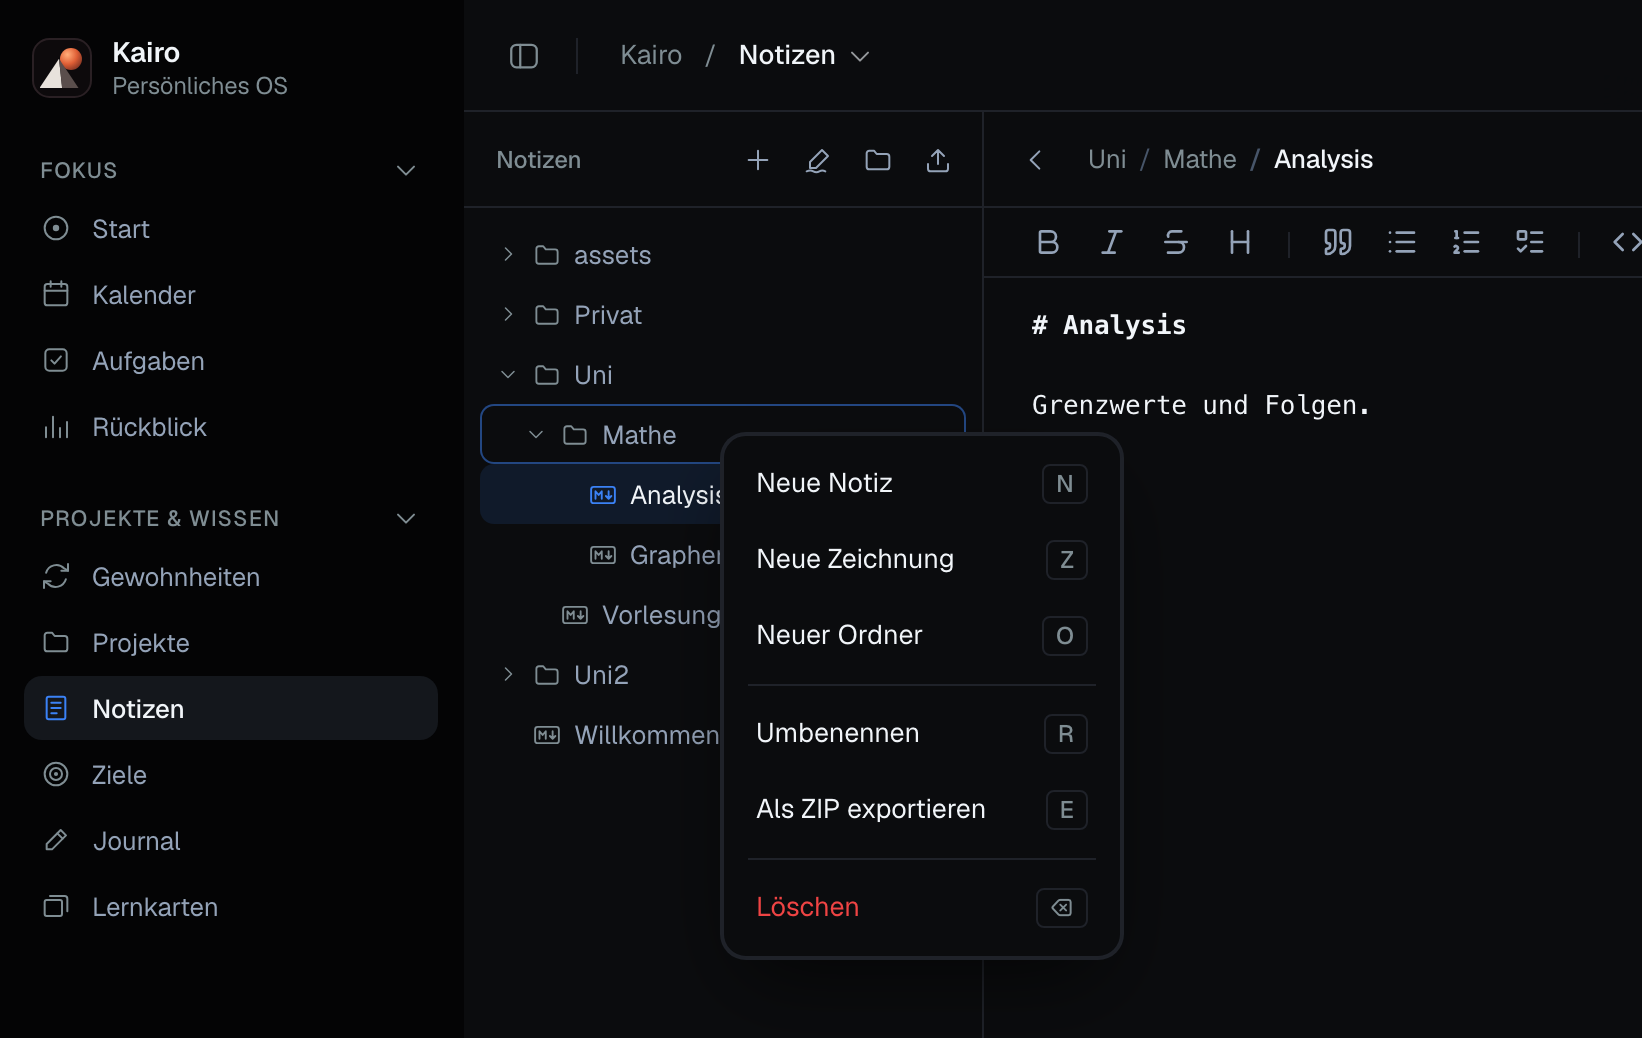 Kairo
Persönliches OS
FOKUS
Start
Kalender
Aufgaben
Rückblick
PROJEKTE & WISSEN
Gewohnheiten
Projekte
Notizen
Ziele
Journal
Lernkarten
Kairo / Notizen
Notizen
assets
Privat
Uni
Mathe
Analysis
Graphen
Vorlesung
Uni2
Willkommen
Uni / Mathe / Analysis
# Analysis
Grenzwerte und Folgen.
Neue Notiz N
Neue Zeichnung Z
Neuer Ordner O
Umbenennen R
Als ZIP exportieren E
Löschen